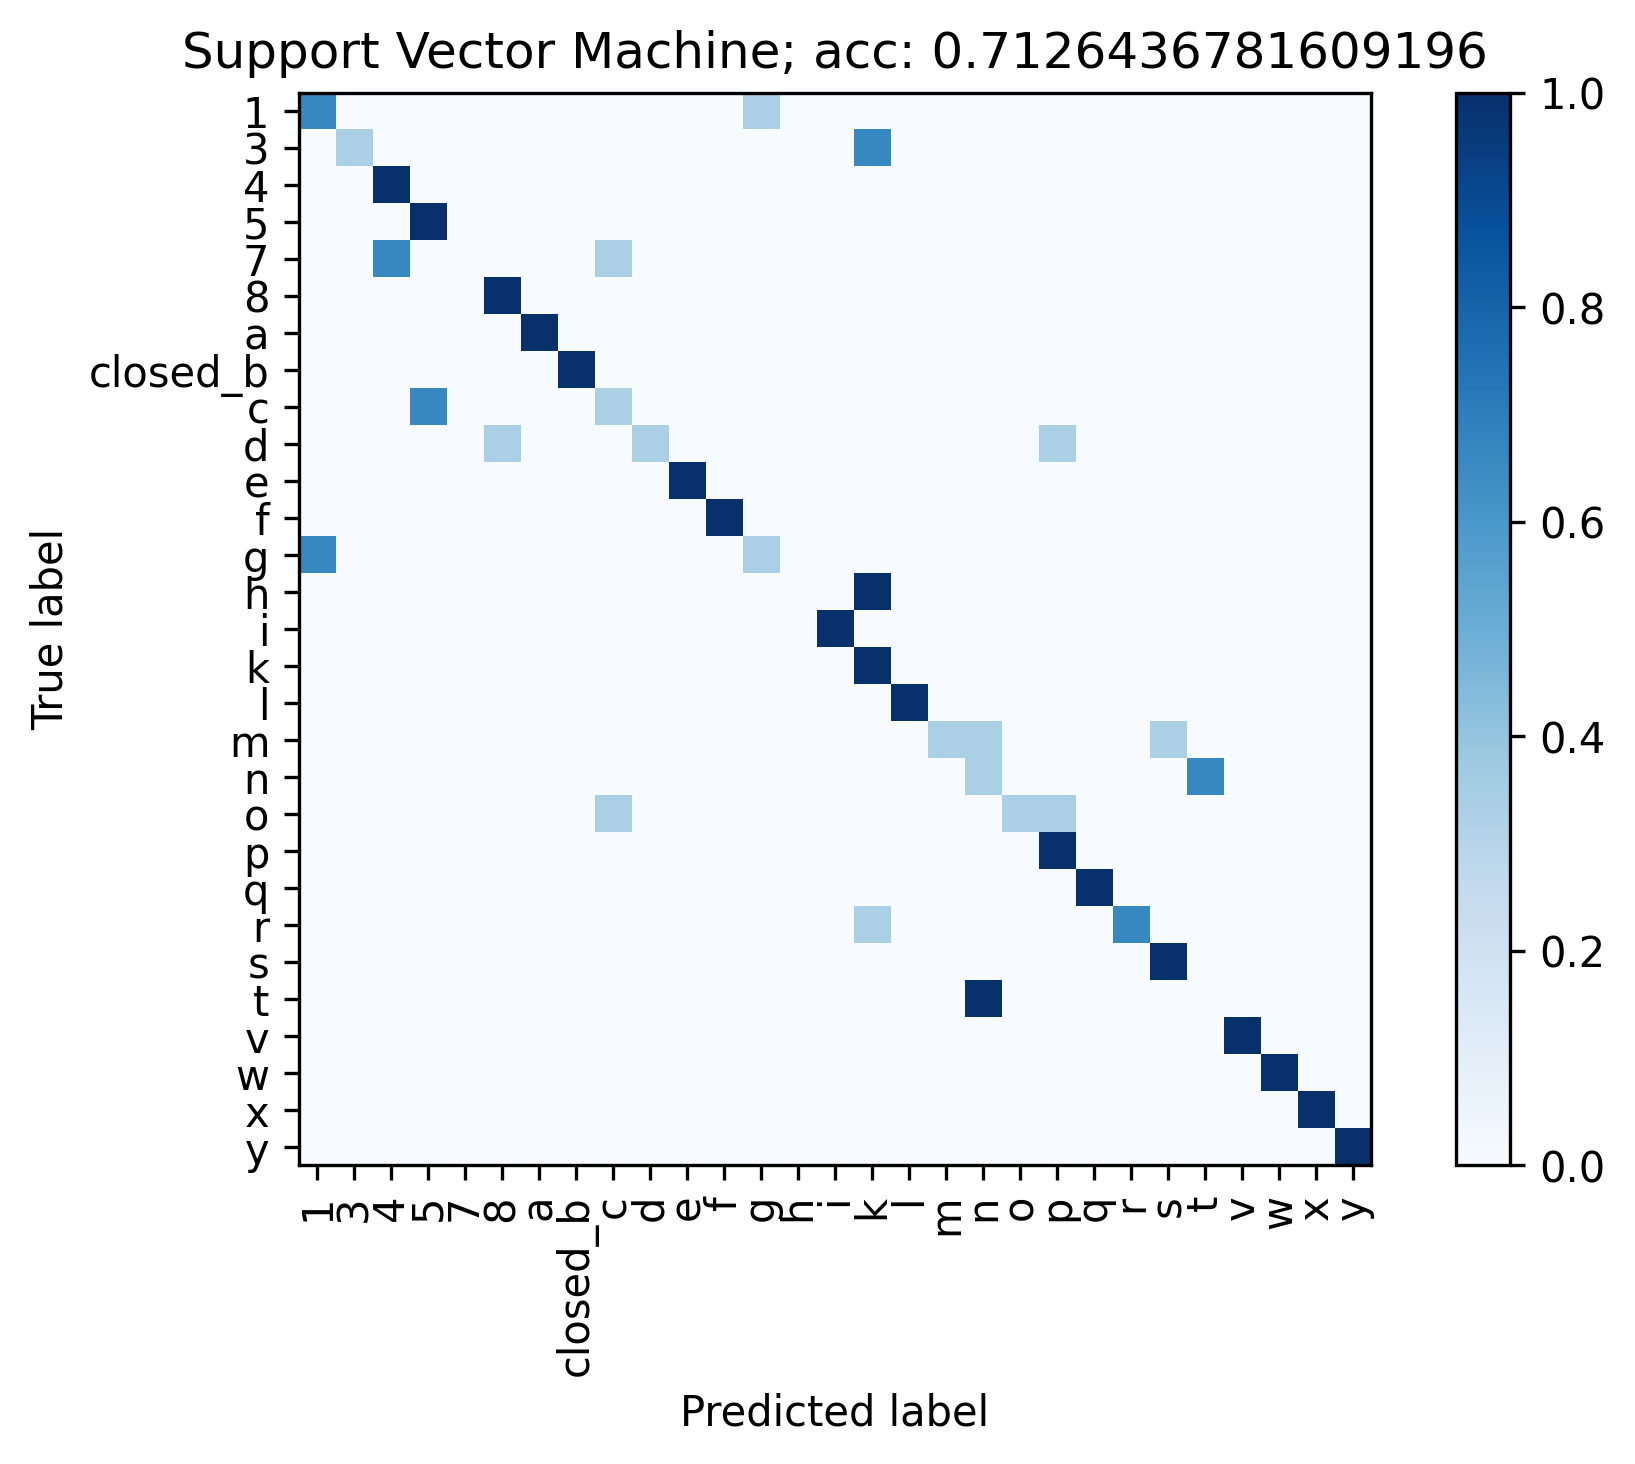 Support Vector Machine; acc: 0.7126436781609196
1
3
4
5
7
8
a
closed_b
c
d
e
f
g
h
i
k
l
m
n
o
p
q
r
s
t
v
w
x
y
True label
1 3 4 5 7 8 a closed_b c d e f g h i k l m n o p q r s t v w x y
Predicted label
1.0
0.8
0.6
0.4
0.2
0.0